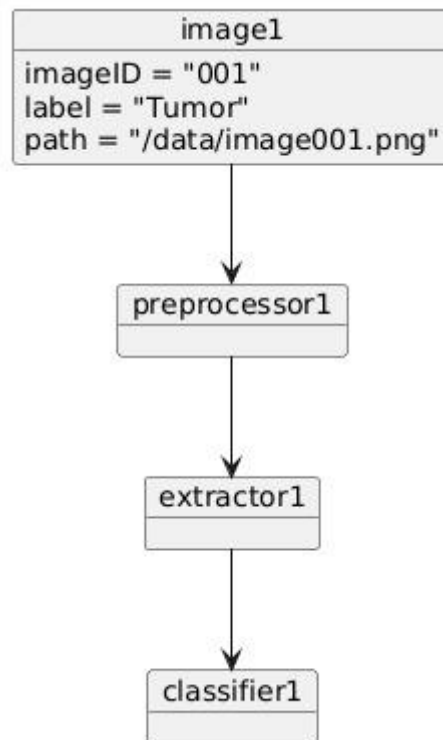 image1
imageID = "001"
label = "Tumor"
path = "/data/image001.png"
preprocessor1
extractor1
classifier1